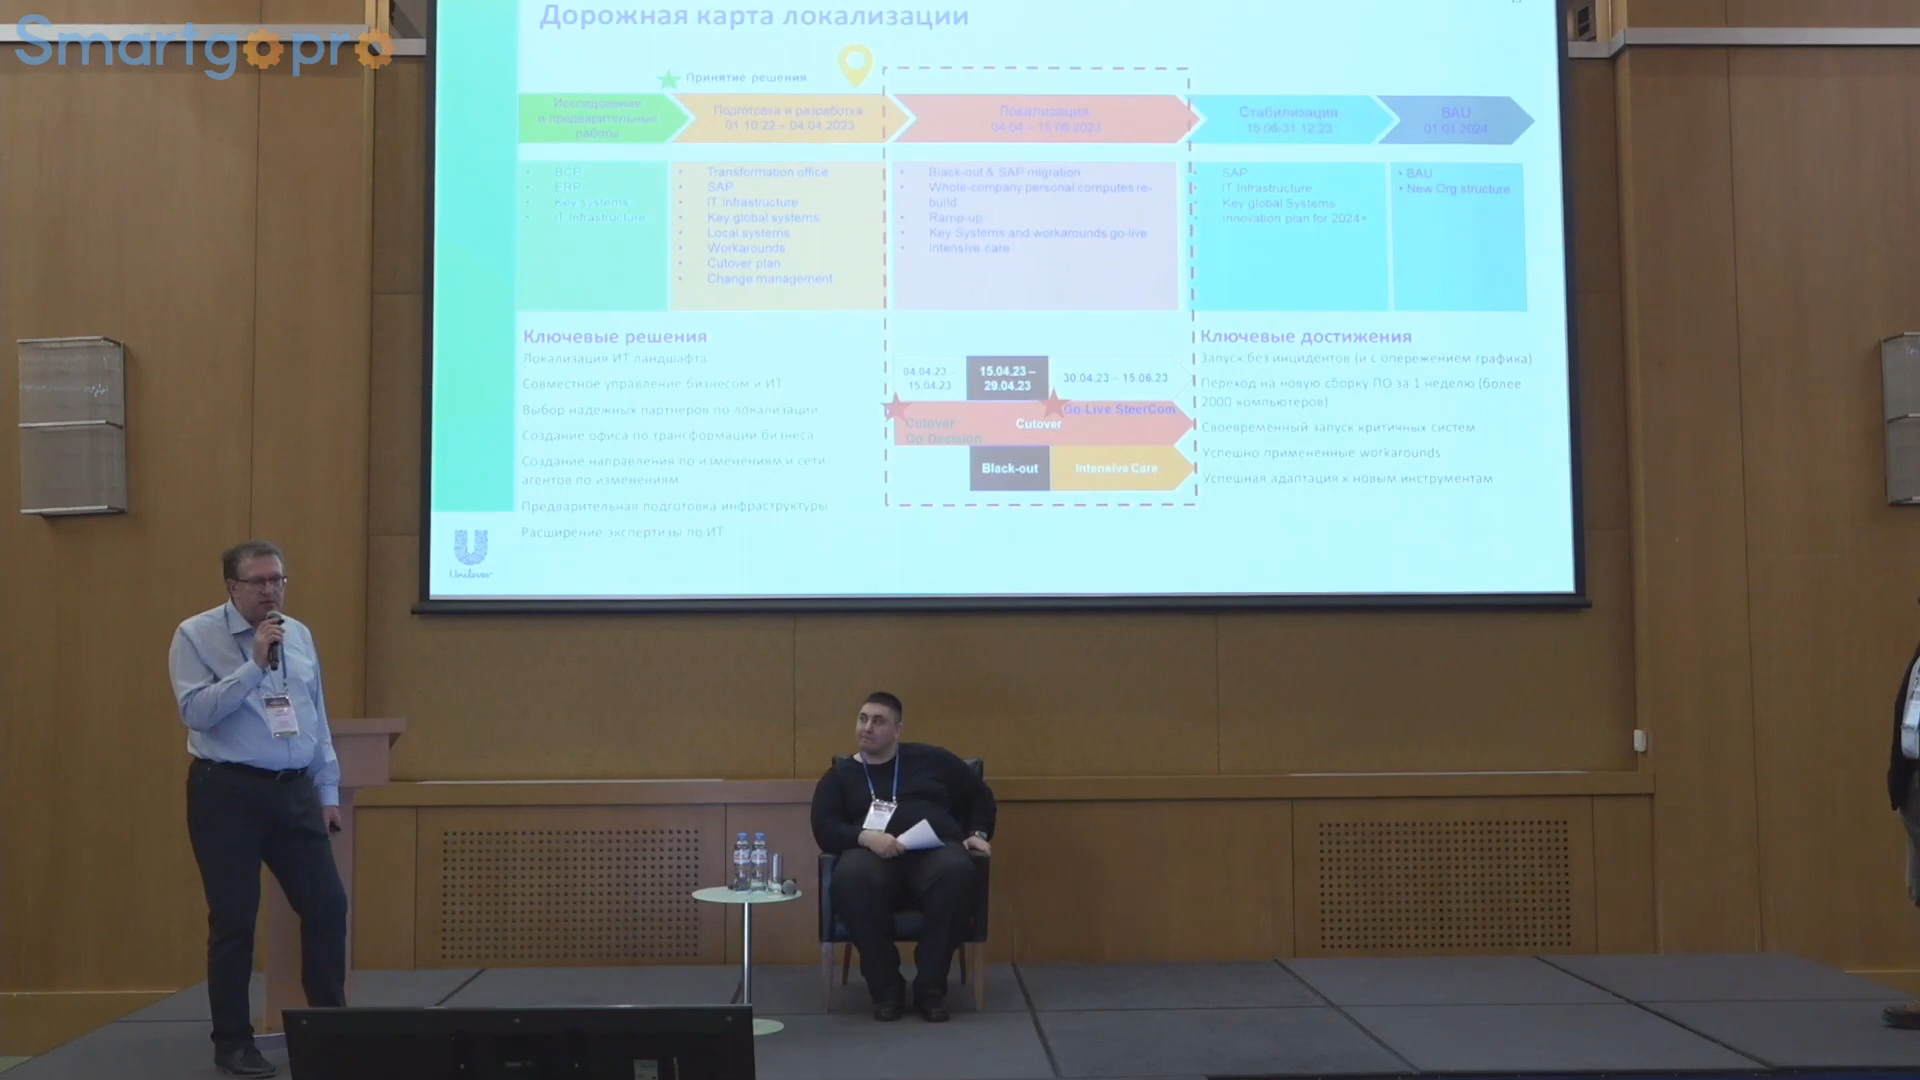 Smartgopro
Дорожная карта локализации
Принятие решения
Исследования
и предварительные
работы
Подготовка и разработка
01.10.22 – 04.04.2023
Локализация
04.04 – 15.06.2023
Стабилизация
15.06-31.12.23
BAU
01.01.2024
• BCP
• ERP
• Key systems
• IT Infrastructure
• Transformation office
• SAP
• IT Infrastructure
• Key global systems
• Local systems
• Workarounds
• Cutover plan
• Change management
• Black-out & SAP migration
• Whole-company personal computes re-
build
• Ramp-up
• Key Systems and workarounds go-live
• Intensive care
SAP
IT Infrastructure
Key global Systems
Innovation plan for 2024+
• BAU
• New Org structure
Ключевые решения
Локализация ИТ ландшафта
Совместное управление бизнесом и ИТ
Выбор надежных партнеров по локализации
Создание офиса по трансформации бизнеса
Создание направления по изменениям и сети
агентов по изменениям
Предварительная подготовка инфраструктуры
Расширение экспертизы по ИТ
04.04.23 –
15.04.23
15.04.23 –
29.04.23
30.04.23 – 15.06.23
Cutover
Go Decision
Cutover
Go-Live SteerCom
Black-out
Intensive Care
Ключевые достижения
Запуск без инцидентов (и с опережением графика)
Переход на новую сборку ПО за 1 неделю (более
2000 компьютеров)
Своевременный запуск критичных систем
Успешно примененные workarounds
Успешная адаптация к новым инструментам
Unilever